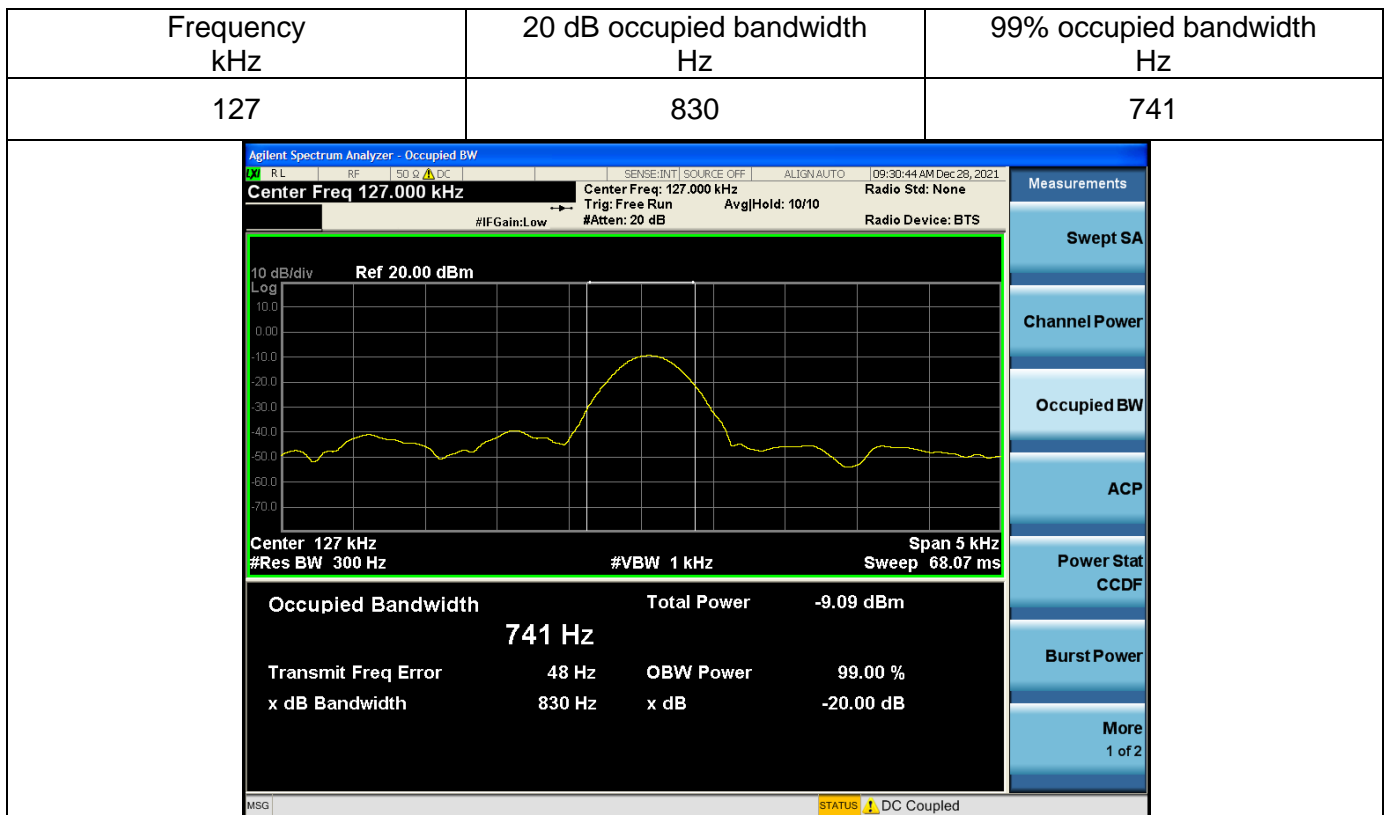 Frequency
kHz
20 dB occupied bandwidth
Hz
99% occupied bandwidth
Hz
127
830
741
Agilent Spectrum Analyzer - Occupied BW
LXI RL RF 50 Ω DC SENSE:INT SOURCE OFF ALIGNAUTO 09:30:44 AM Dec 28, 2021
Center Freq 127.000 kHz
Center Freq: 127.000 kHz
Radio Std: None
Trig: Free Run Avg|Hold: 10/10
#IFGain:Low
#Atten: 20 dB
Radio Device: BTS
10 dB/div Ref 20.00 dBm
Log
10.0
0.00
-10.0
-20.0
-30.0
-40.0
-50.0
-60.0
-70.0
Center 127 kHz
Span 5 kHz
#Res BW 300 Hz
#VBW 1 kHz
Sweep 68.07 ms
Occupied Bandwidth
741 Hz
Total Power -9.09 dBm
Transmit Freq Error 48 Hz
OBW Power 99.00 %
x dB Bandwidth 830 Hz
x dB -20.00 dB
Measurements
Swept SA
Channel Power
Occupied BW
ACP
Power Stat
CCDF
Burst Power
More
1 of 2
MSG
STATUS DC Coupled